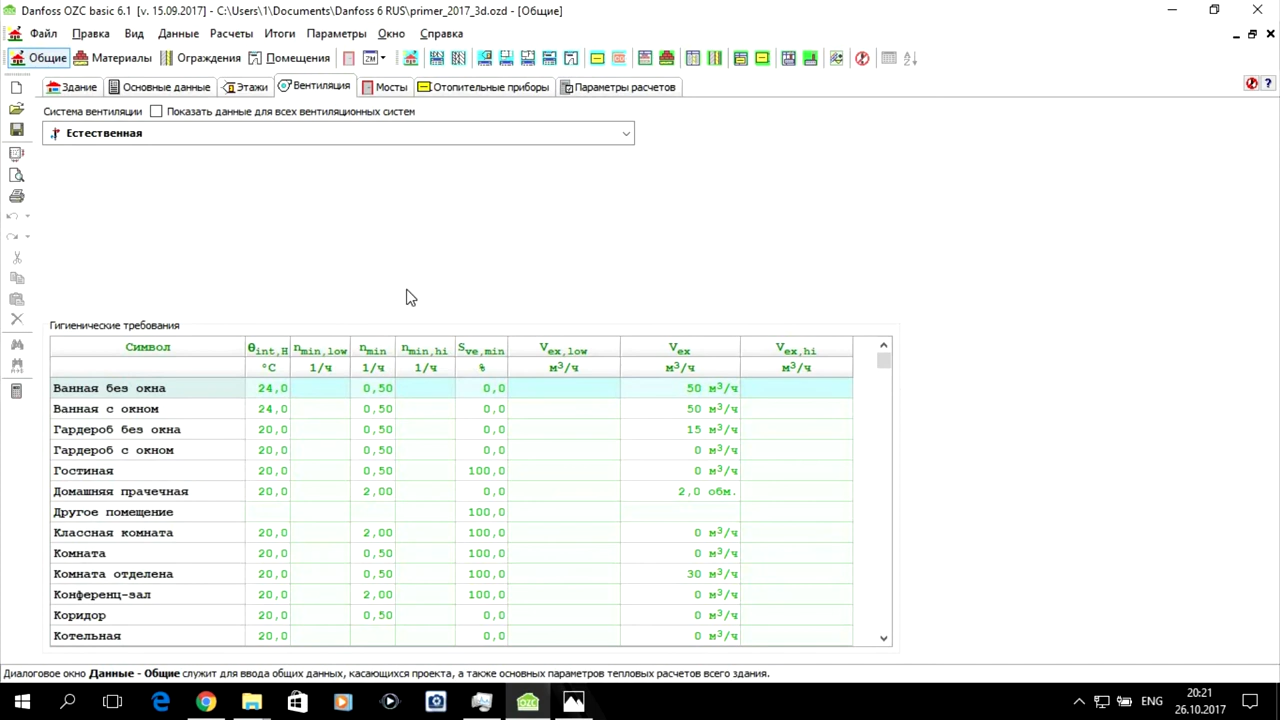 Danfoss OZC basic 6.1 [v. 15.09.2017] - C:\Users\1\Documents\Danfoss 6 RUS\primer_2017_3d.ozd - [Общие]
Файл Правка Вид Данные Расчеты Итоги Параметры Окно Справка
Общие Материалы Ограждения Помещения ZM
Здание Основные данные Этажи Вентиляция Мосты Отопительные приборы Параметры расчетов
Система вентиляции Показать данные для всех вентиляционных систем
Естественная
Гигиенические требования
Символ θint,H nmin,low nmin nmin,hi Sve,min Vex,low Vex Vex,hi
°C 1/ч 1/ч 1/ч % м³/ч м³/ч м³/ч
Ванная без окна 24,0 0,50 0,0 50 м³/ч
Ванная с окном 24,0 0,50 0,0 50 м³/ч
Гардероб без окна 20,0 0,50 0,0 15 м³/ч
Гардероб с окном 20,0 0,50 0,0 0 м³/ч
Гостиная 20,0 0,50 100,0 0 м³/ч
Домашняя прачечная 20,0 2,00 0,0 2,0 обм.
Другое помещение 100,0
Классная комната 20,0 2,00 100,0 0 м³/ч
Комната 20,0 0,50 100,0 0 м³/ч
Комната отделена 20,0 0,50 100,0 30 м³/ч
Конференц-зал 20,0 2,00 100,0 0 м³/ч
Коридор 20,0 0,50 0,0 0 м³/ч
Котельная 20,0 0,0 0 м³/ч
Диалоговое окно Данные - Общие служит для ввода общих данных, касающихся проекта, а также основных параметров тепловых расчетов всего здания.
OZC ENG 20:21
26.10.2017